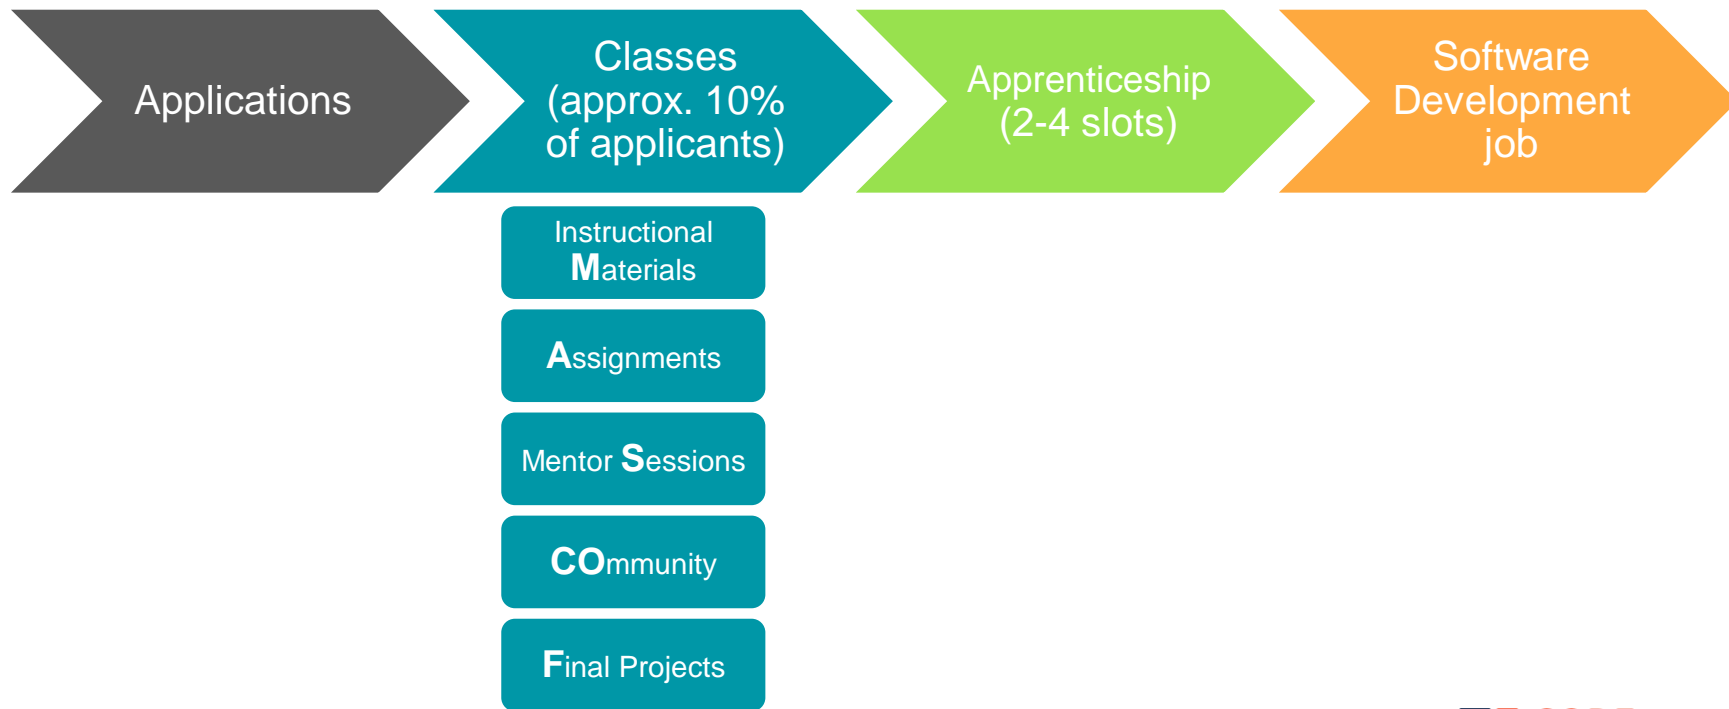 Applications
Classes
(approx. 10%
of applicants)
Apprenticeship
(2-4 slots)
Software
Development
job
Instructional
Materials
Assignments
Mentor Sessions
COmmunity
Final Projects